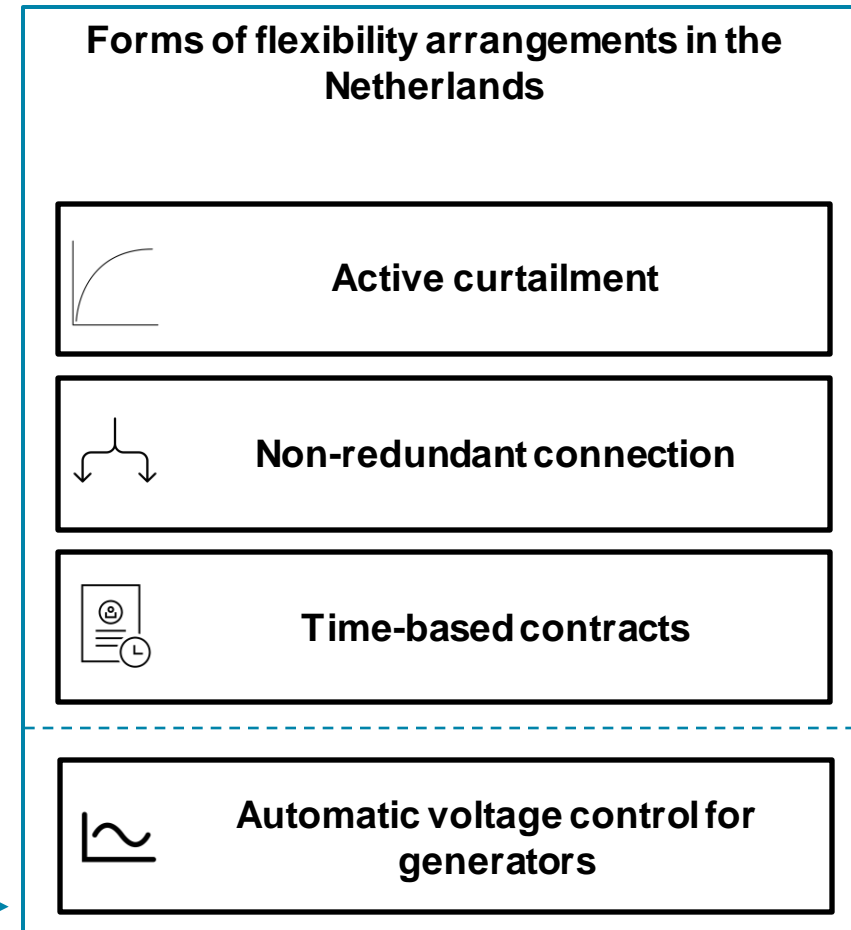 Forms of flexibility arrangements in the
Netherlands
Active curtailment
Non-redundant connection
Time-based contracts
Automatic voltage control for
generators